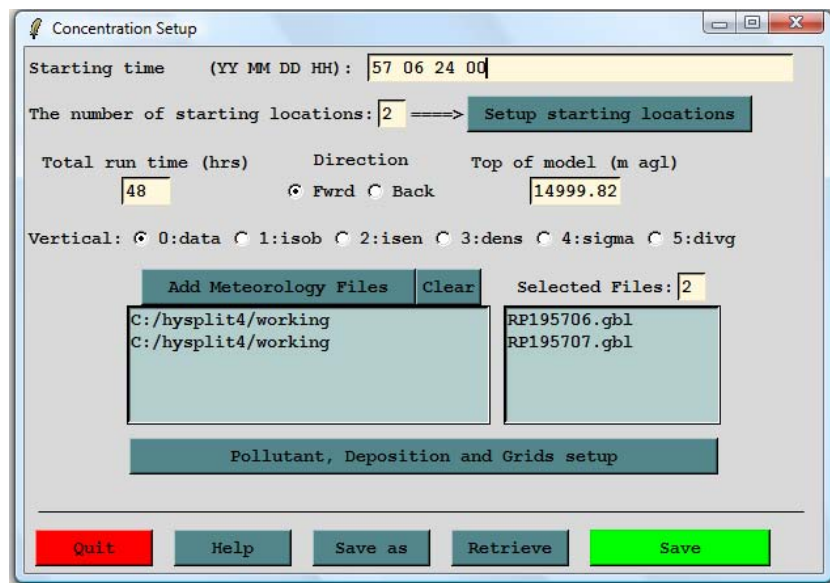 Concentration Setup
Starting time (YY MM DD HH): 57 06 24 00
The number of starting locations: 2 ====> Setup starting locations
Total run time (hrs) Direction Top of model (m agl)
48 Fwrd Back 14999.82
Vertical: 0:data 1:isob 2:isen 3:dens 4:sigma 5:divg
Add Meteorology Files Clear Selected Files: 2
C:/hysplit4/working RP195706.gbl
C:/hysplit4/working RP195707.gbl
Pollutant, Deposition and Grids setup
Quit Help Save as Retrieve Save